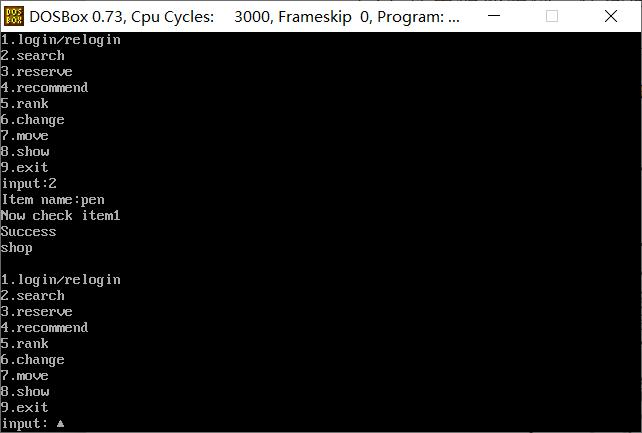 DOS
BOX
DOSBox 0.73, Cpu Cycles: 3000, Frameskip 0, Program: ...
1.login/relogin
2.search
3.reserve
4.recommend
5.rank
6.change
7.move
8.show
9.exit
input:2
Item name:pen
Now check item1
Success
shop
1.login/relogin
2.search
3.reserve
4.recommend
5.rank
6.change
7.move
8.show
9.exit
input: ▲